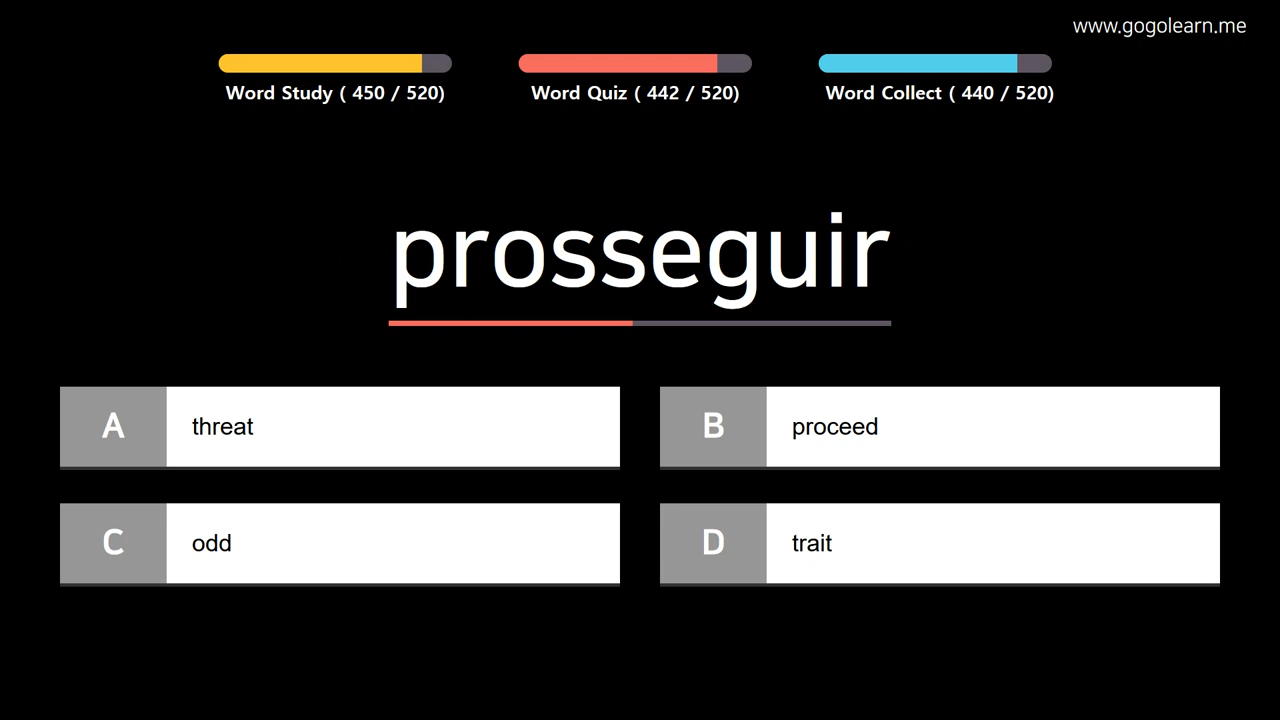 www.gogolearn.me
Word Study ( 450 / 520)
Word Quiz ( 442 / 520)
Word Collect ( 440 / 520)
prosseguir
A threat
B proceed
C odd
D trait